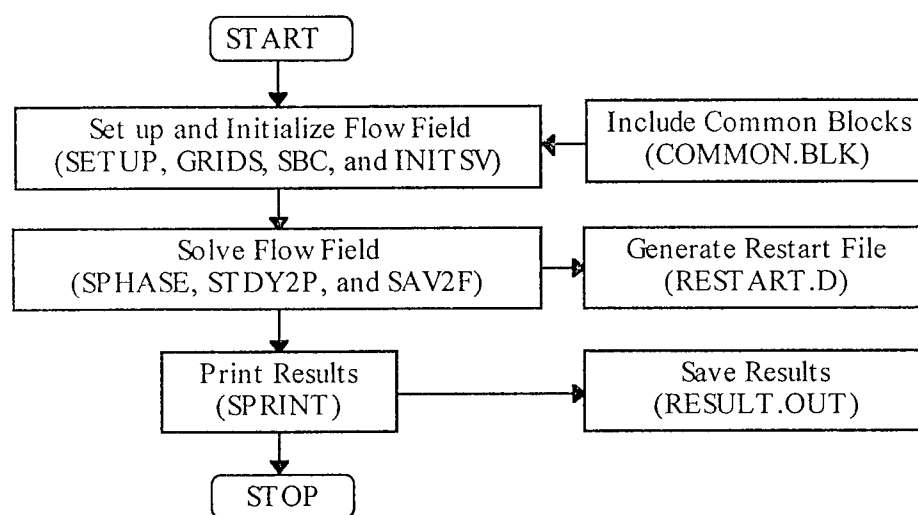 START
Set up and Initialize Flow Field
(SETUP, GRIDS, SBC, and INITSV)
Include Common Blocks
(COMMON.BLK)
Solve Flow Field
(SPHASE, STDY2P, and SAV2F)
Generate Restart File
(RESTART.D)
Print Results
(SPRINT)
Save Results
(RESULT.OUT)
STOP